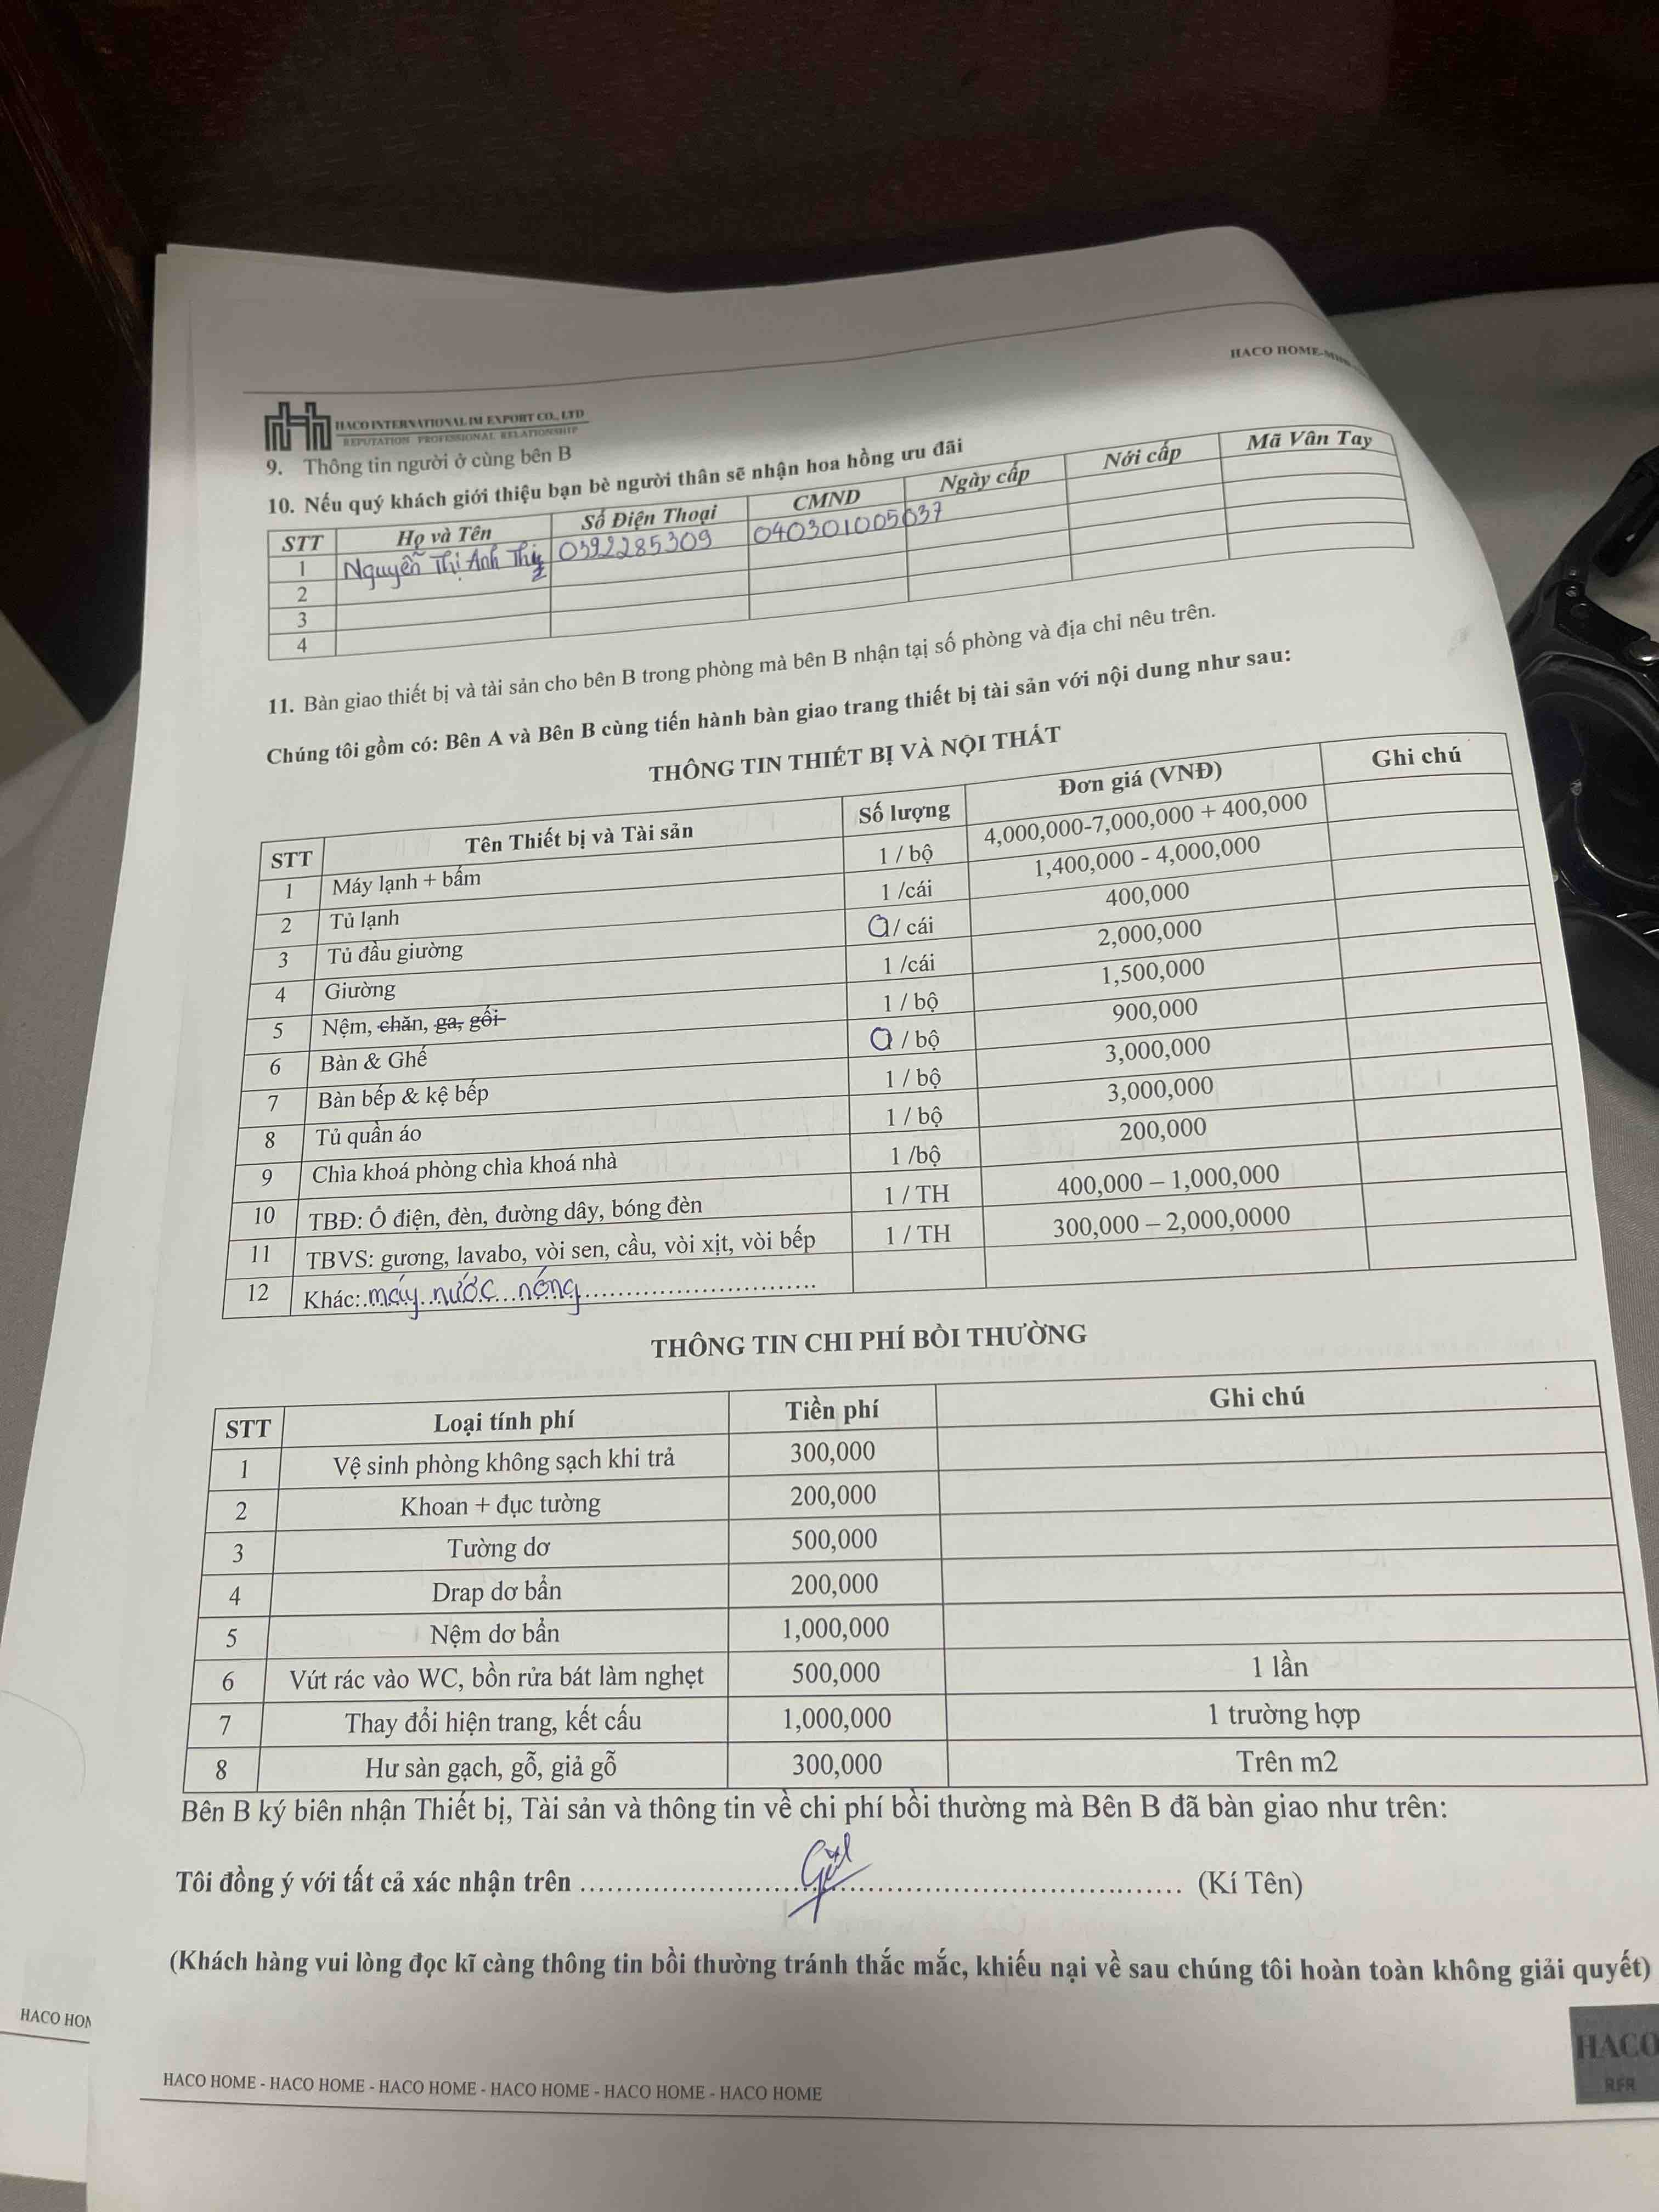 HACO HOME-
HACO INTERNATIONAL IM EXPORT CO., LTD
REPUTATION PROFESSIONAL RELATIONSHIP
9. Thông tin người ở cùng bên B
10. Nếu quý khách giới thiệu bạn bè người thân sẽ nhận hoa hồng ưu đãi
STT Họ và Tên Số Điện Thoại CMND Ngày cấp Nới cấp Mã Vân Tay
1 Nguyễn Thị Anh 0392285309 040301005037
2
3
4
11. Bàn giao thiết bị và tài sản cho bên B trong phòng mà bên B nhận tại số phòng và địa chỉ nêu trên.
Chúng tôi gồm có: Bên A và Bên B cùng tiến hành bàn giao trang thiết bị tài sản với nội dung như sau:
THÔNG TIN THIẾT BỊ VÀ NỘI THẤT
STT Tên Thiết bị và Tài sản Số lượng Đơn giá (VNĐ) Ghi chú
1 Máy lạnh + bấm 1 / bộ 4,000,000-7,000,000 + 400,000
2 Tủ lạnh 1 /cái 1,400,000 - 4,000,000
3 Tủ đầu giường / cái 400,000
4 Giường 1 /cái 2,000,000
5 Nệm, chăn, ga, gối 1 / bộ 1,500,000
6 Bàn & Ghế / bộ 900,000
7 Bàn bếp & kệ bếp 1 / bộ 3,000,000
8 Tủ quần áo 1 / bộ 3,000,000
9 Chìa khoá phòng chìa khoá nhà 1 /bộ 200,000
10 TBĐ: Ổ điện, đèn, đường dây, bóng đèn 1 / TH 400,000 – 1,000,000
11 TBVS: gương, lavabo, vòi sen, cầu, vòi xịt, vòi bếp 1 / TH 300,000 – 2,000,0000
12 Khác: máy nước nóng
THÔNG TIN CHI PHÍ BỒI THƯỜNG
STT Loại tính phí Tiền phí Ghi chú
1 Vệ sinh phòng không sạch khi trả 300,000
2 Khoan + đục tường 200,000
3 Tường dơ 500,000
4 Drap dơ bẩn 200,000
5 Nệm dơ bẩn 1,000,000
6 Vứt rác vào WC, bồn rửa bát làm nghẹt 500,000 1 lần
7 Thay đổi hiện trang, kết cấu 1,000,000 1 trường hợp
8 Hư sàn gạch, gỗ, giả gỗ 300,000 Trên m2
Bên B ký biên nhận Thiết bị, Tài sản và thông tin về chi phí bồi thường mà Bên B đã bàn giao như trên:
Tôi đồng ý với tất cả xác nhận trên (Kí Tên)
(Khách hàng vui lòng đọc kĩ càng thông tin bồi thường tránh thắc mắc, khiếu nại về sau chúng tôi hoàn toàn không giải quyết)
HACO HOM
HACO
RFR
HACO HOME - HACO HOME - HACO HOME - HACO HOME - HACO HOME - HACO HOME